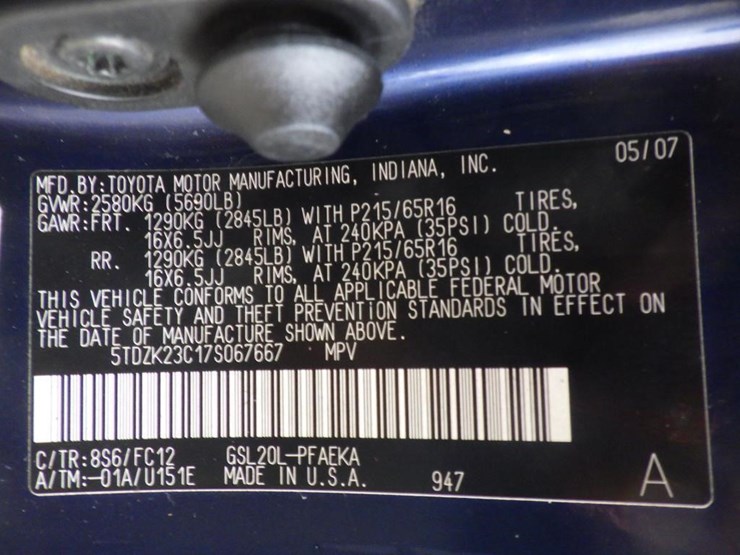 05/07
MFD.BY:TOYOTA MOTOR MANUFACTURING, INDIANA, INC.
GVWR:2580KG (5690LB)
GAWR:FRT. 1290KG (2845LB) WITH P215/65R16 TIRES,
16X6.5JJ RIMS, AT 240KPA (35PSI) COLD.
RR. 1290KG (2845LB) WITH P215/65R16 TIRES,
16X6.5JJ RIMS, AT 240KPA (35PSI) COLD.
THIS VEHICLE CONFORMS TO ALL APPLICABLE FEDERAL MOTOR
VEHICLE SAFETY AND THEFT PREVENTION STANDARDS IN EFFECT ON
THE DATE OF MANUFACTURE SHOWN ABOVE.
5TDZK23C17S067667 MPV
C/TR:8S6/FC12 GSL20L-PFAEKA
A/TM:-01A/U151E MADE IN U.S.A. 947 A